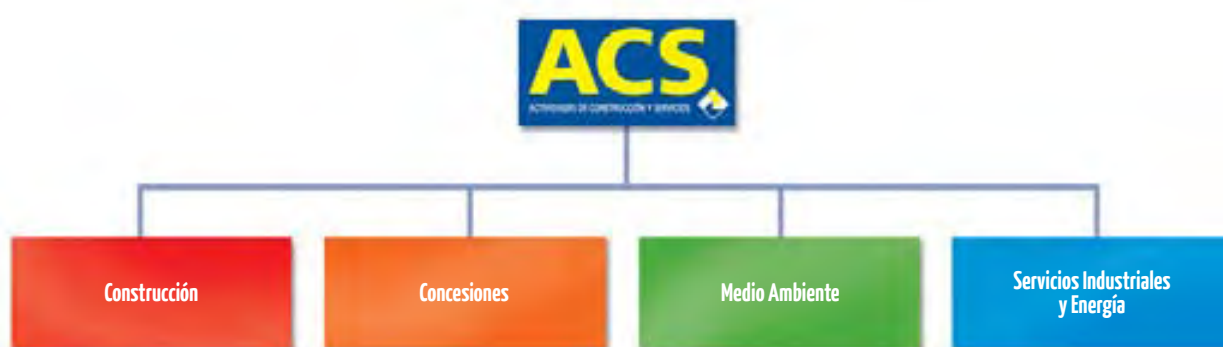 ACS
ACTIVIDADES DE CONSTRUCCIÓN Y SERVICIOS
Construcción
Concesiones
Medio Ambiente
Servicios Industriales
y Energía